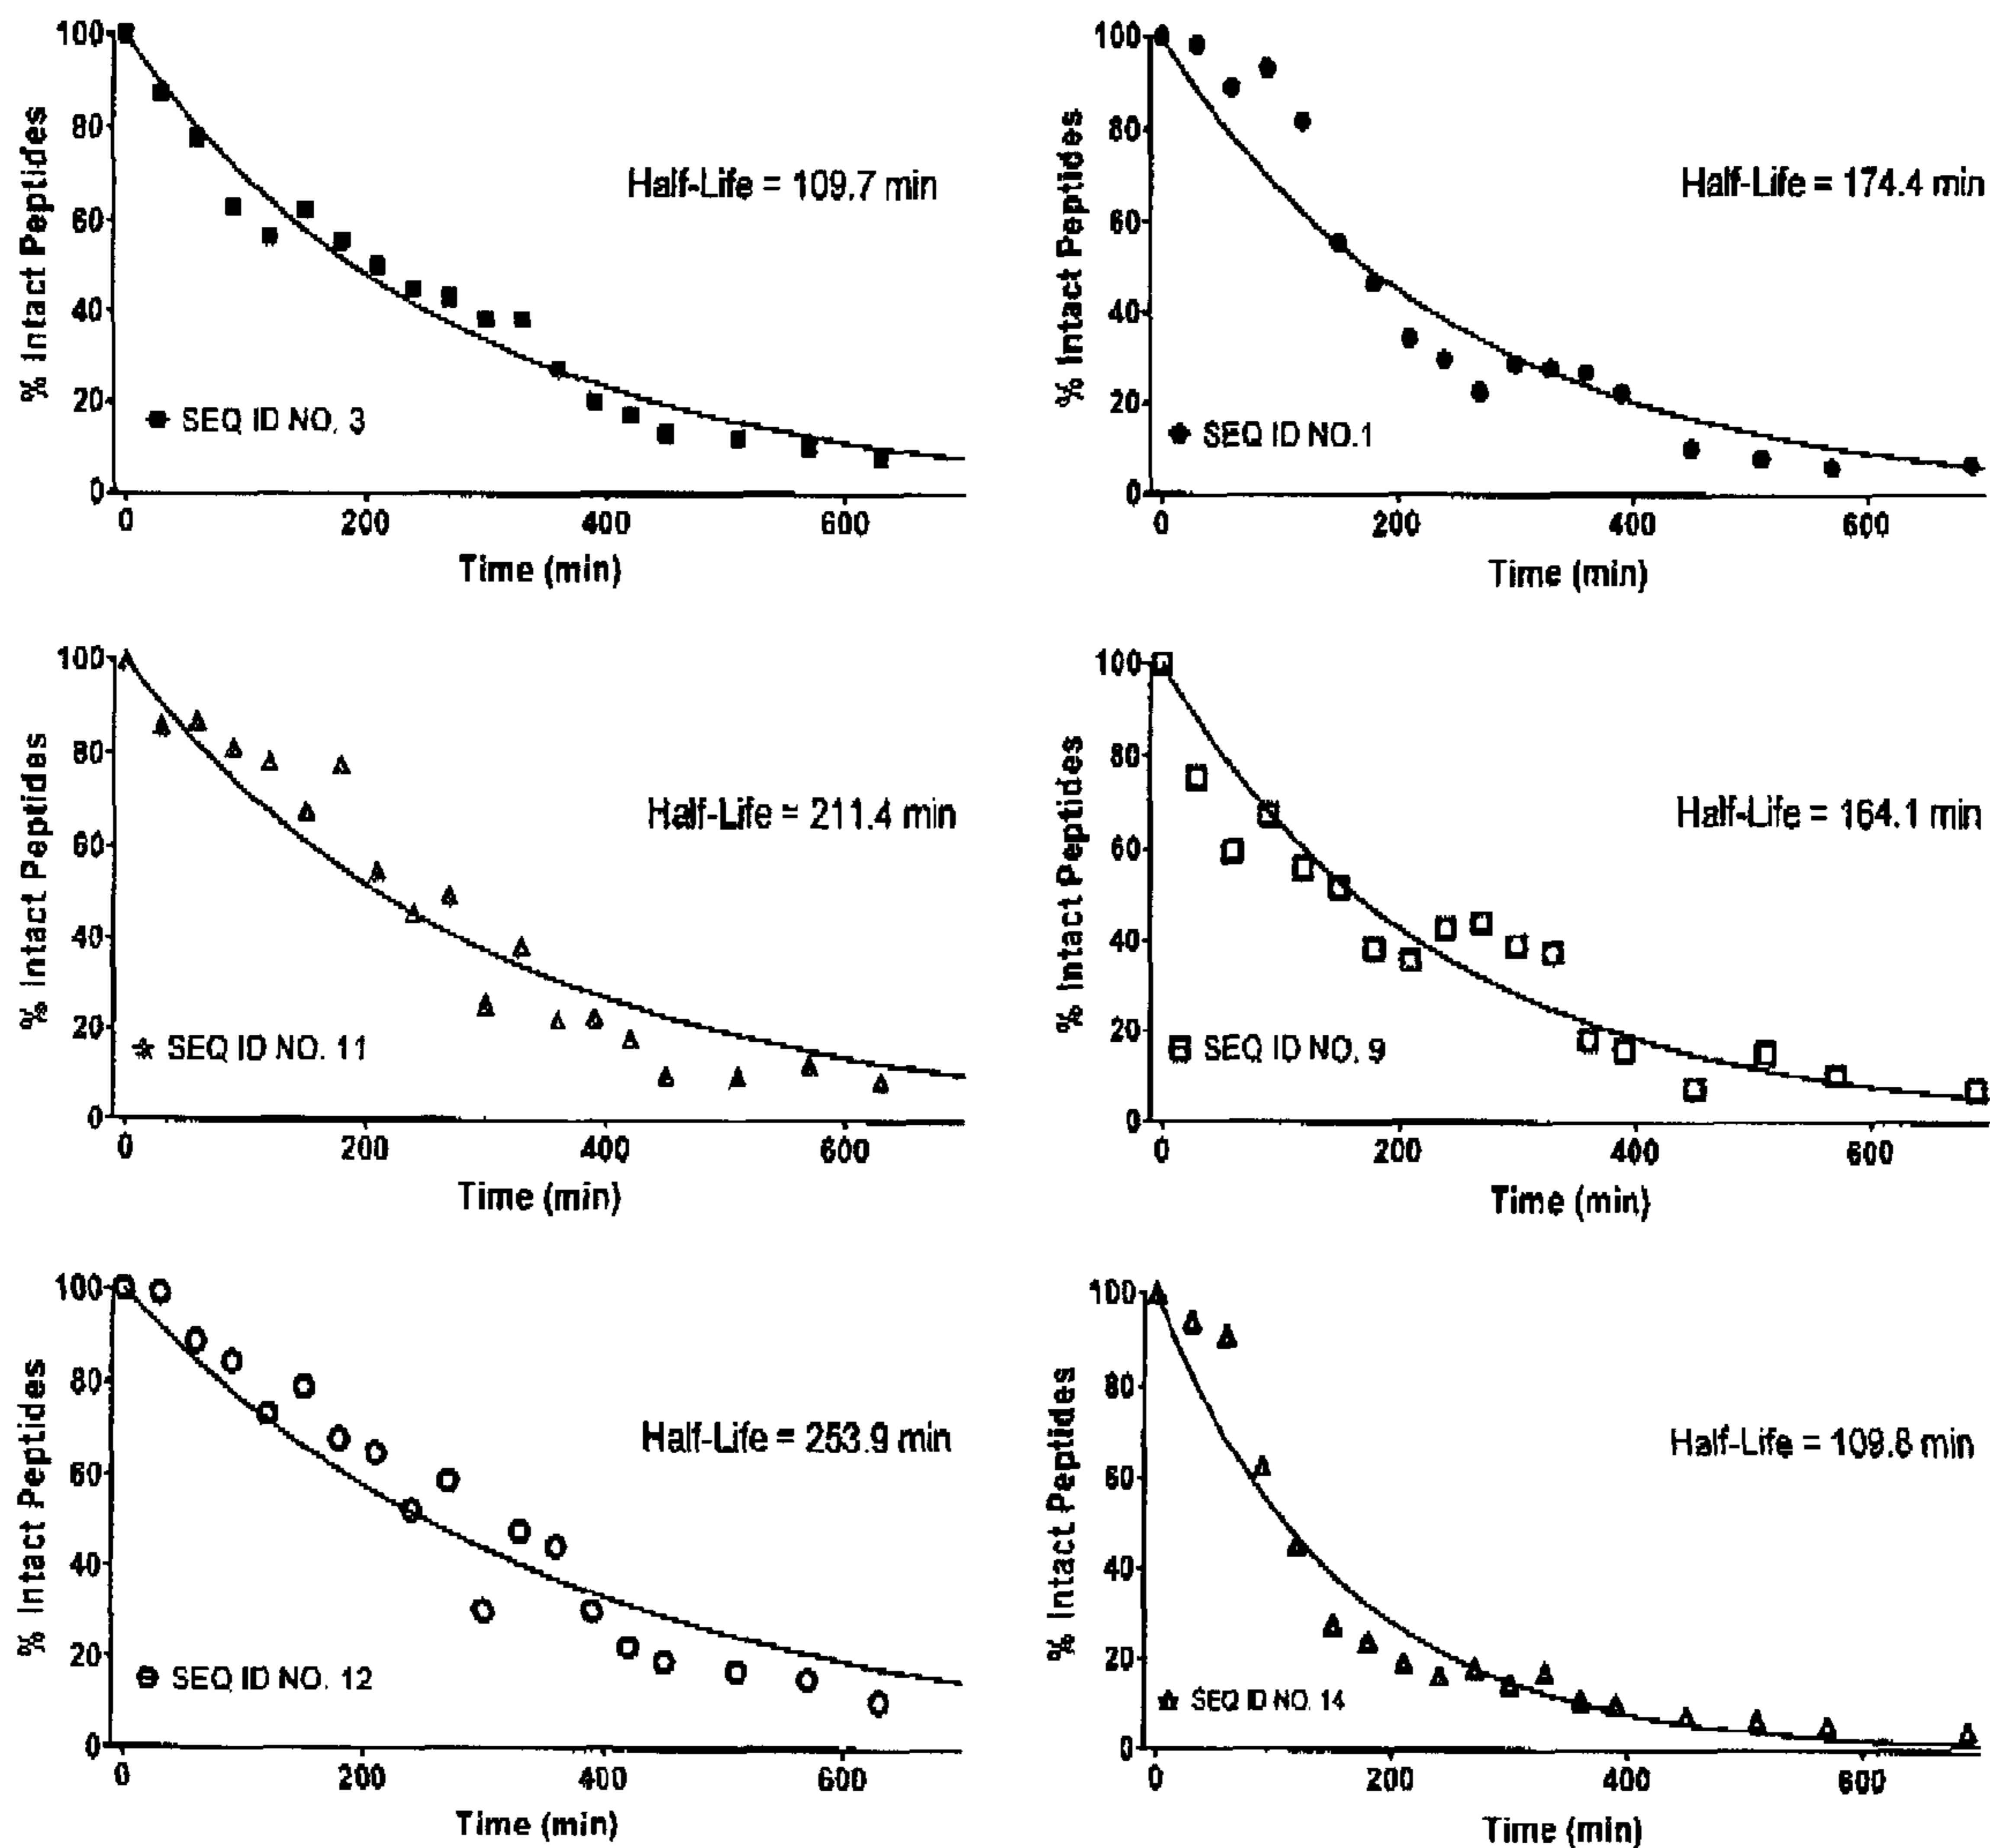 100
80
60
40
20
0
% Intact Peptides
Half-Life = 109.7 min
SEQ ID NO. 3
0 200 400 600
Time (min)
100
80
60
40
20
0
% Intact Peptides
Half-Life = 174.4 min
SEQ ID NO.1
0 200 400 600
Time (min)
100
80
60
40
20
0
% Intact Peptides
Half-Life = 211.4 min
SEQ ID NO. 11
0 200 400 600
Time (min)
100
80
60
40
20
0
% Intact Peptides
Half-Life = 164.1 min
SEQ ID NO. 9
0 200 400 600
Time (min)
100
80
60
40
20
0
% Intact Peptides
Half-Life = 253.9 min
SEQ ID NO. 12
0 200 400 600
Time (min)
100
80
60
40
20
0
% Intact Peptides
Half-Life = 109.8 min
SEQ ID NO. 14
0 200 400 600
Time (min)